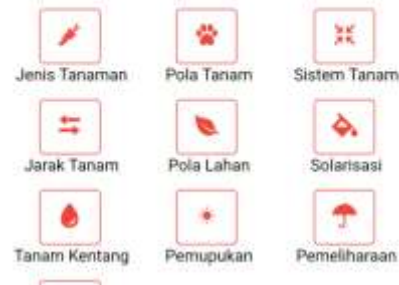 Jenis Tanaman
Pola Tanam
Sistem Tanam
Jarak Tanam
Pola Lahan
Solarisasi
Tanam Kentang
Pemupukan
Pemeliharaan